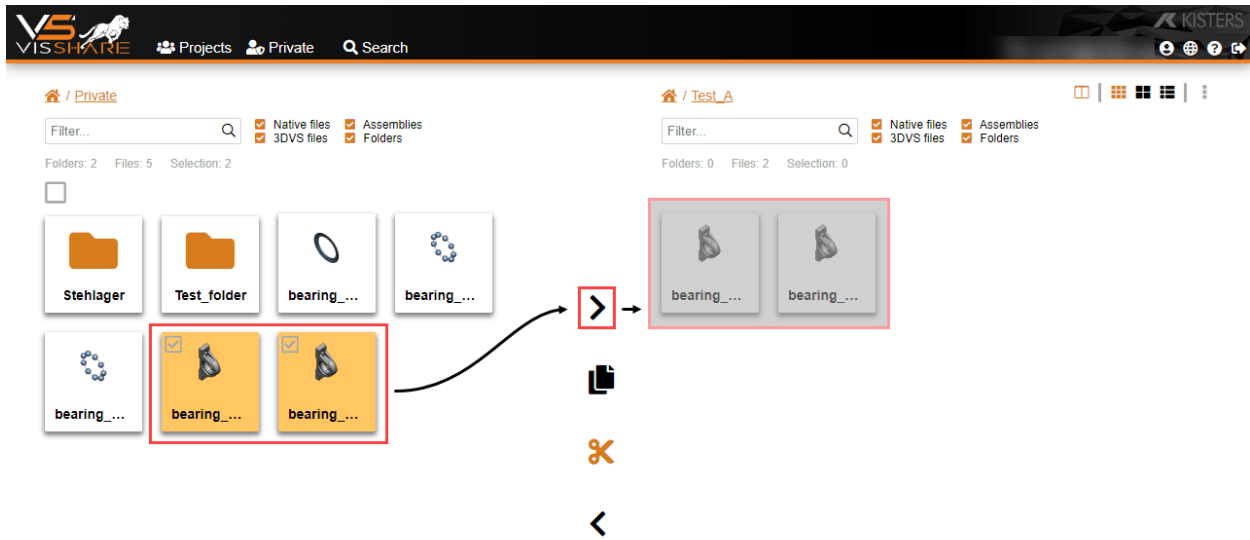 VS
VISSHARE
Projects Private Search
KISTERS
/ Private
Filter...
Native files Assemblies
3DVS files Folders
Folders: 2 Files: 5 Selection: 2
Stehlager Test_folder bearing_... bearing_...
bearing_... bearing_... bearing_...
/ Test_A
Filter...
Native files Assemblies
3DVS files Folders
Folders: 0 Files: 2 Selection: 0
bearing_... bearing_...